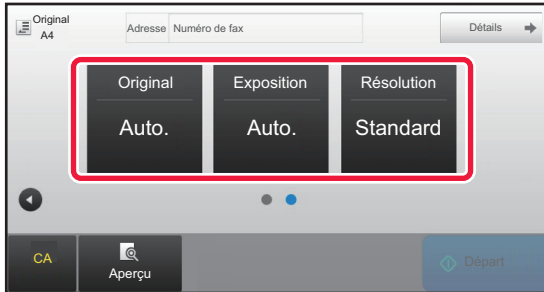 Original
A4
Adresse Numéro de fax
Détails
Original
Exposition
Résolution
Auto.
Auto.
Standard
CA
Aperçu
Départ